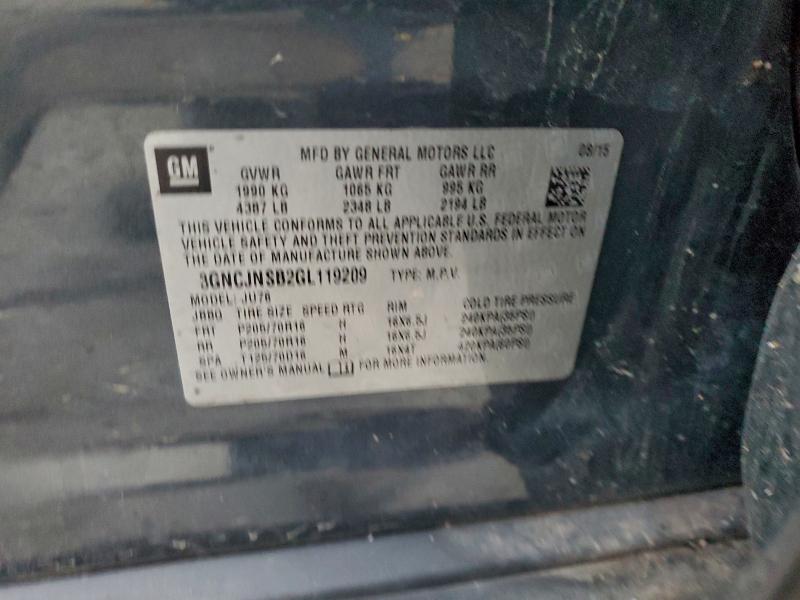 GM
MFD BY GENERAL MOTORS LLC 08/15
GVWR GAWR FRT GAWR RR
1990 KG 1065 KG 995 KG
4387 LB 2348 LB 2194 LB
THIS VEHICLE CONFORMS TO ALL APPLICABLE U.S. FEDERAL MOTOR
VEHICLE SAFETY AND THEFT PREVENTION STANDARDS IN EFFECT ON
THE DATE OF MANUFACTURE SHOWN ABOVE.
3GNCJNSB2GL119209 TYPE: M.P.V.
MODEL: JU76
TIRE SIZE SPEED RTG RIM COLD TIRE PRESSURE
FRT P205/70R16 H 16X6.5J 240KPA(35PSI)
RR P205/70R16 H 16X6.5J 240KPA(35PSI)
SPA T125/70D16 M 16X4T 420KPA(60PSI)
SEE OWNER'S MANUAL FOR MORE INFORMATION.